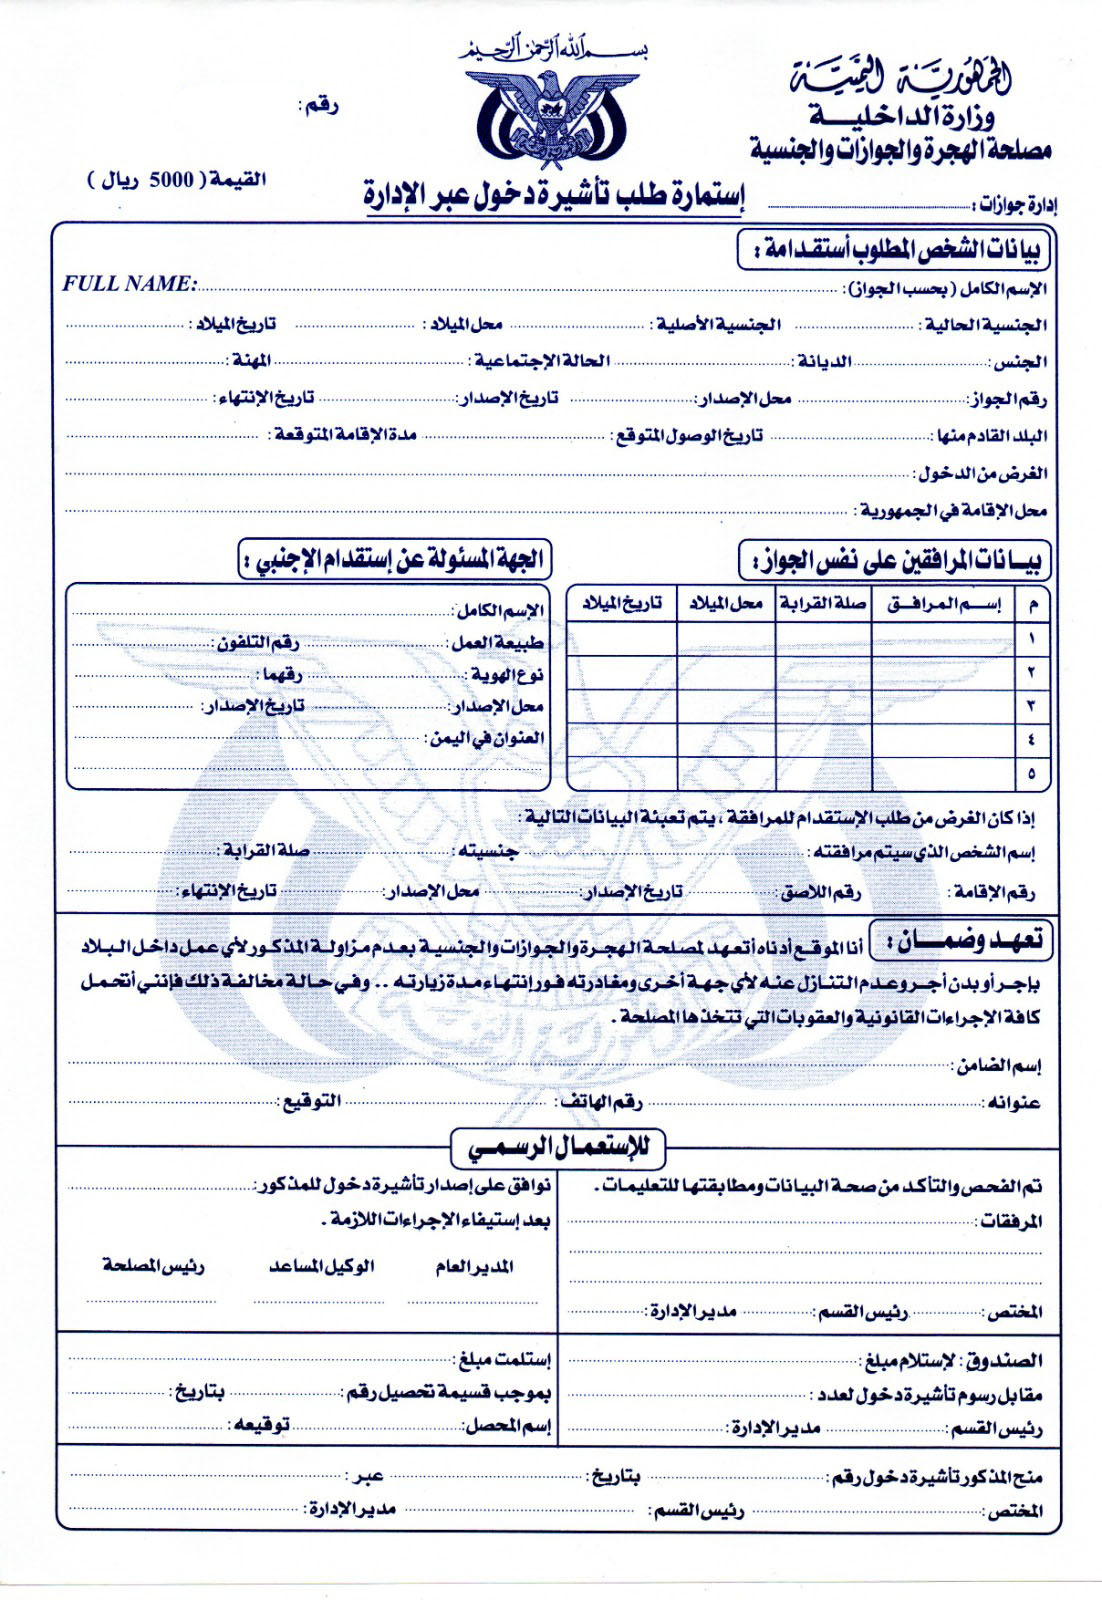 بسم الله الرحمن الرحيم
الجمهورية اليمنية
وزارة الداخلية
مصلحة الهجرة والجوازات والجنسية
إدارة جوازات :
رقم :
القيمة ( 5000 ريال )
إستمارة طلب تأشيرة دخول عبر الإدارة
بيانات الشخص المطلوب أستقدامة :
الإسم الكامل ( بحسب الجواز ): FULL NAME:
الجنسية الحالية : الجنسية الأصلية : محل الميلاد : تاريخ الميلاد :
الجنس : الديانة : الحالة الإجتماعية : المهنة :
رقم الجواز: محل الإصدار: تاريخ الإصدار: تاريخ الإنتهاء :
البلد القادم منها : تاريخ الوصول المتوقع : مدة الإقامة المتوقعة :
الغرض من الدخول :
محل الإقامة في الجمهورية :
بيانات المرافقين على نفس الجواز :
م إسم المرافق صلة القرابة محل الميلاد تاريخ الميلاد
١
٢
٣
٤
٥
الجهة المسئولة عن إستقدام الإجنبي :
الإسم الكامل:
طبيعة العمل: رقم التلفون:
نوع الهوية : رقهما:
محل الإصدار: تاريخ الإصدار:
العنوان في اليمن :
إذا كان الغرض من طلب الإستقدام للمرافقة ، يتم تعبئة البيانات التالية :
إسم الشخص الذي سيتم مرافقته : جنسيته : صلة القرابة :
رقم الإقامة : رقم اللاصق : تاريخ الإصدار: محل الإصدار: تاريخ الإنتهاء:
تعهد وضمان : أنا الموقع أدناه أتعهد لمصلحة الهجرة والجوازات والجنسية بعدم مزاولة المذكور لأي عمل داخل البلاد
بإجر أو بدن أجر وعدم التنازل عنه لأي جهة أخرى ومغادرته فور إنتهاء مدة زيارته .. وفي حالة مخالفة ذلك فإنني أتحمل
كافة الإجراءات القانونية والعقوبات التي تتخذها المصلحة .
إسم الضامن :
عنوانه : رقم الهاتف: التوقيع :
للإستعمال الرسمي
تم الفحص والتأكد من صحة البيانات ومطابقتها للتعليمات .
المرفقات :
المختص : رئيس القسم : مدير الإدارة :
نوافق على إصدار تأشيرة دخول للمذكور:
بعد إستيفاء الإجراءات اللازمة .
المدير العام الوكيل المساعد رئيس المصلحة
الصندوق : لإستلام مبلغ :
مقابل رسوم تأشيرة دخول لعدد :
رئيس القسم : مدير الإدارة :
إستلمت مبلغ :
بموجب قسيمة تحصيل رقم : بتاريخ :
إسم المحصل: توقيعه :
منح المذكور تأشيرة دخول رقم : بتاريخ : عبر :
المختص : رئيس القسم : مدير الإدارة :